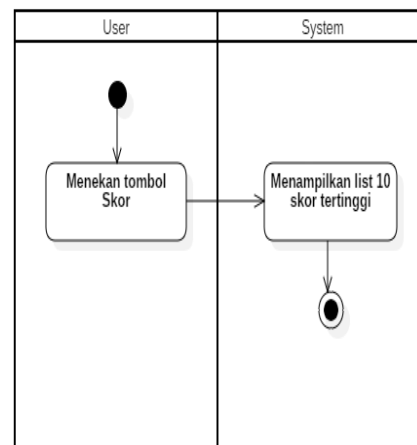 User
System
Menekan tombol
Skor
Menampilkan list 10
skor tertinggi